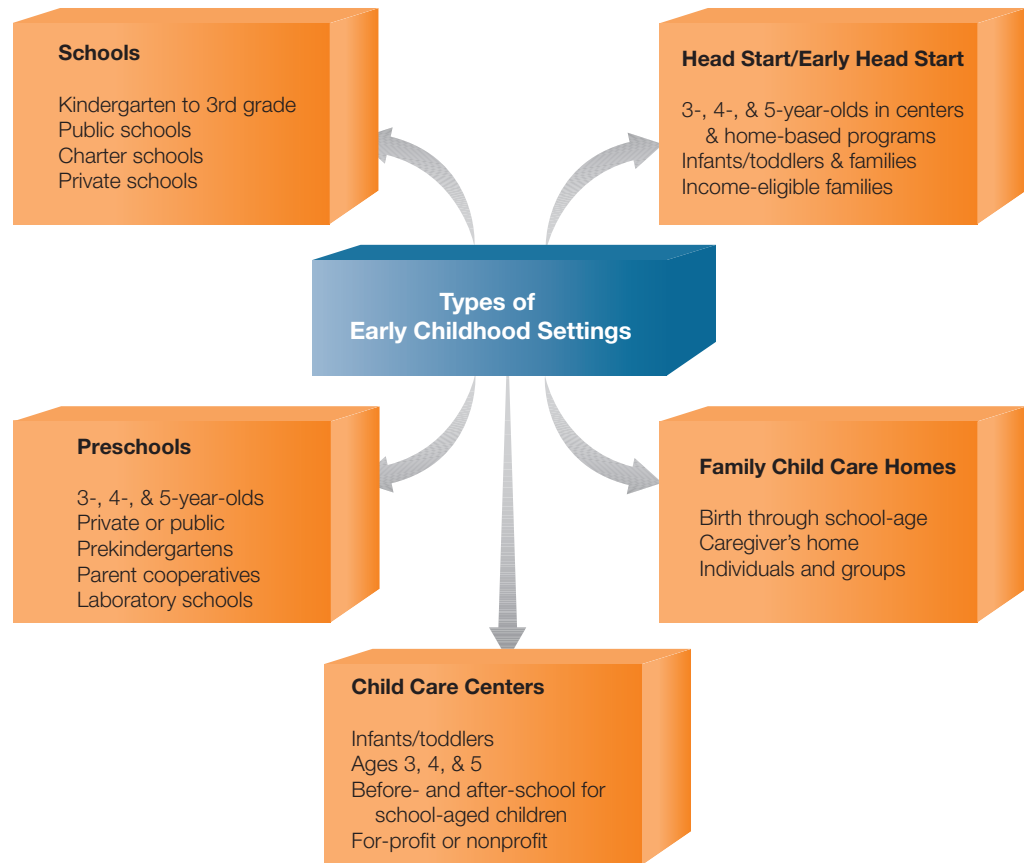 Schools
Kindergarten to 3rd grade
Public schools
Charter schools
Private schools
Head Start/Early Head Start
3-, 4-, & 5-year-olds in centers
& home-based programs
Infants/toddlers & families
Income-eligible families
Types of
Early Childhood Settings
Preschools
3-, 4-, & 5-year-olds
Private or public
Prekindergartens
Parent cooperatives
Laboratory schools
Family Child Care Homes
Birth through school-age
Caregiver’s home
Individuals and groups
Child Care Centers
Infants/toddlers
Ages 3, 4, & 5
Before- and after-school for
school-aged children
For-profit or nonprofit